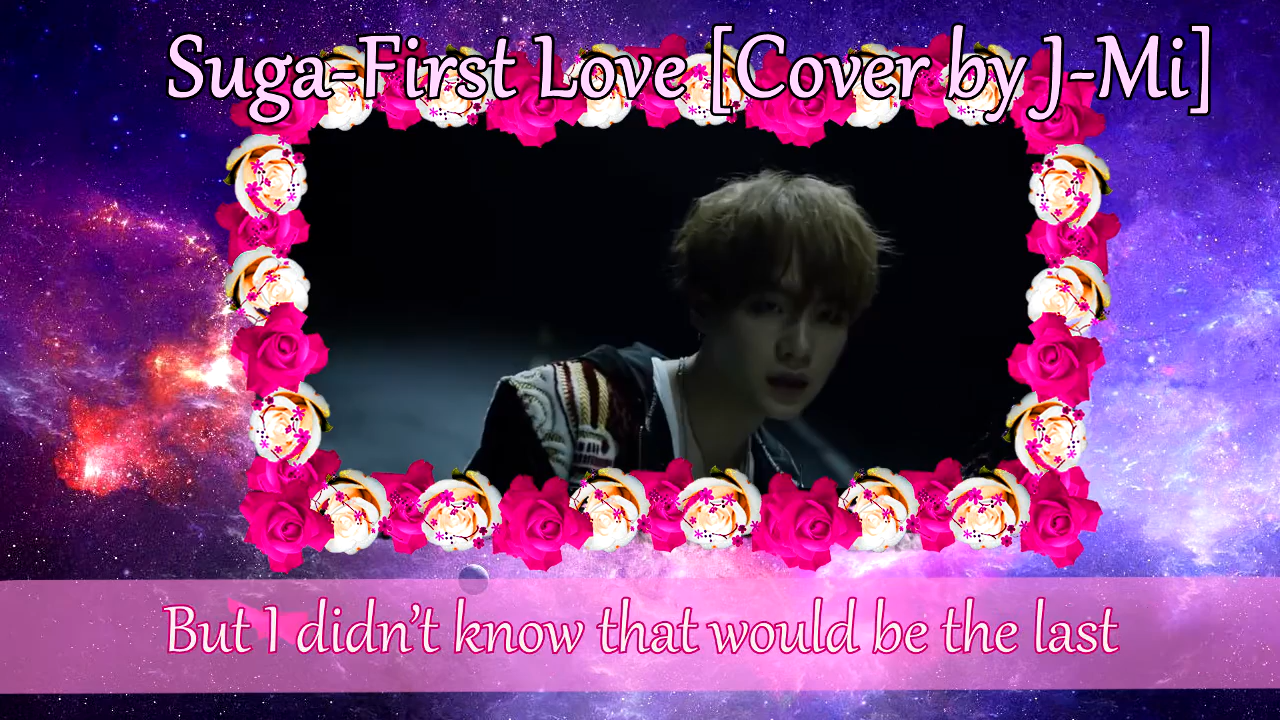 Suga-First Love [Cover by J-Mi]
But I didn't know that would be the last